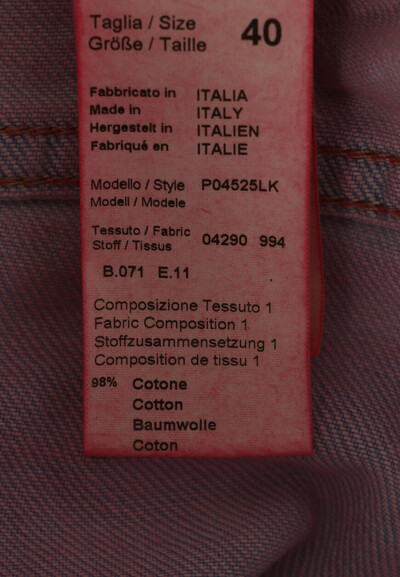 Taglia / Size 40
Größe / Taille
Fabbricato in ITALIA
Made in ITALY
Hergestelt in ITALIEN
Fabriqué en ITALIE
Modello / Style P04525LK
Modell / Modele
Tessuto / Fabric 04290 994
Stoff / Tissus
B.071 E.11
Composizione Tessuto 1
Fabric Composition 1
Stoffzusammensetzung 1
Composition de tissu 1
98% Cotone
Cotton
Baumwolle
Coton